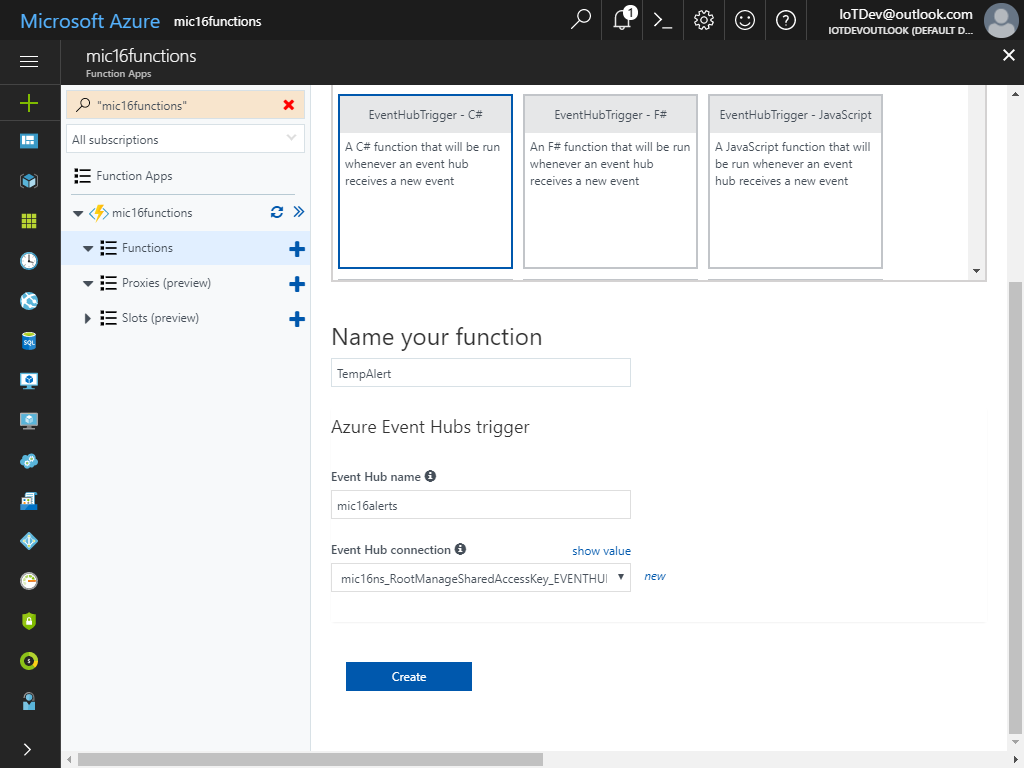 Microsoft Azure mic16functions
1
IoTDev@outlook.com
IOTDEVOUTLOOK (DEFAULT D...
mic16functions
Function Apps
"mic16functions"
All subscriptions
Function Apps
mic16functions
Functions
Proxies (preview)
Slots (preview)
SQL
EventHubTrigger - C#
A C# function that will be run
whenever an event hub
receives a new event
EventHubTrigger - F#
An F# function that will be run
whenever an event hub
receives a new event
EventHubTrigger - JavaScript
A JavaScript function that will
be run whenever an event
hub receives a new event
Name your function
TempAlert
Azure Event Hubs trigger
Event Hub name
mic16alerts
Event Hub connection
show value
mic16ns_RootManageSharedAccessKey_EVENTHU
new
Create